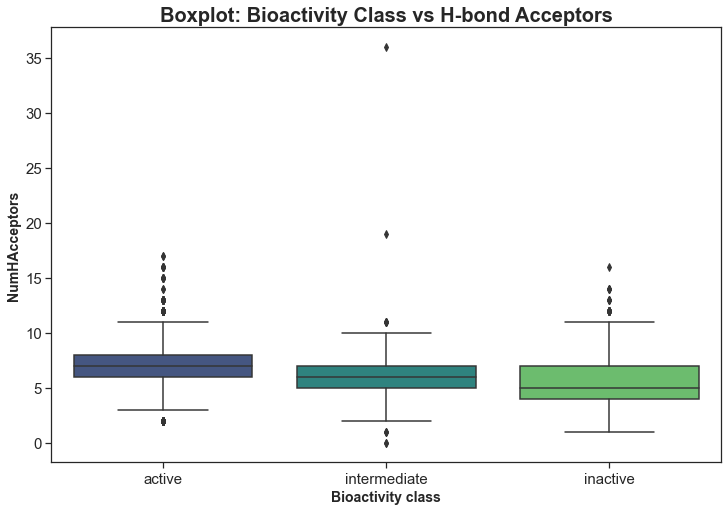 Boxplot: Bioactivity Class vs H-bond Acceptors
NumHAcceptors
35
30
25
20
15
10
5
0
active intermediate inactive
Bioactivity class